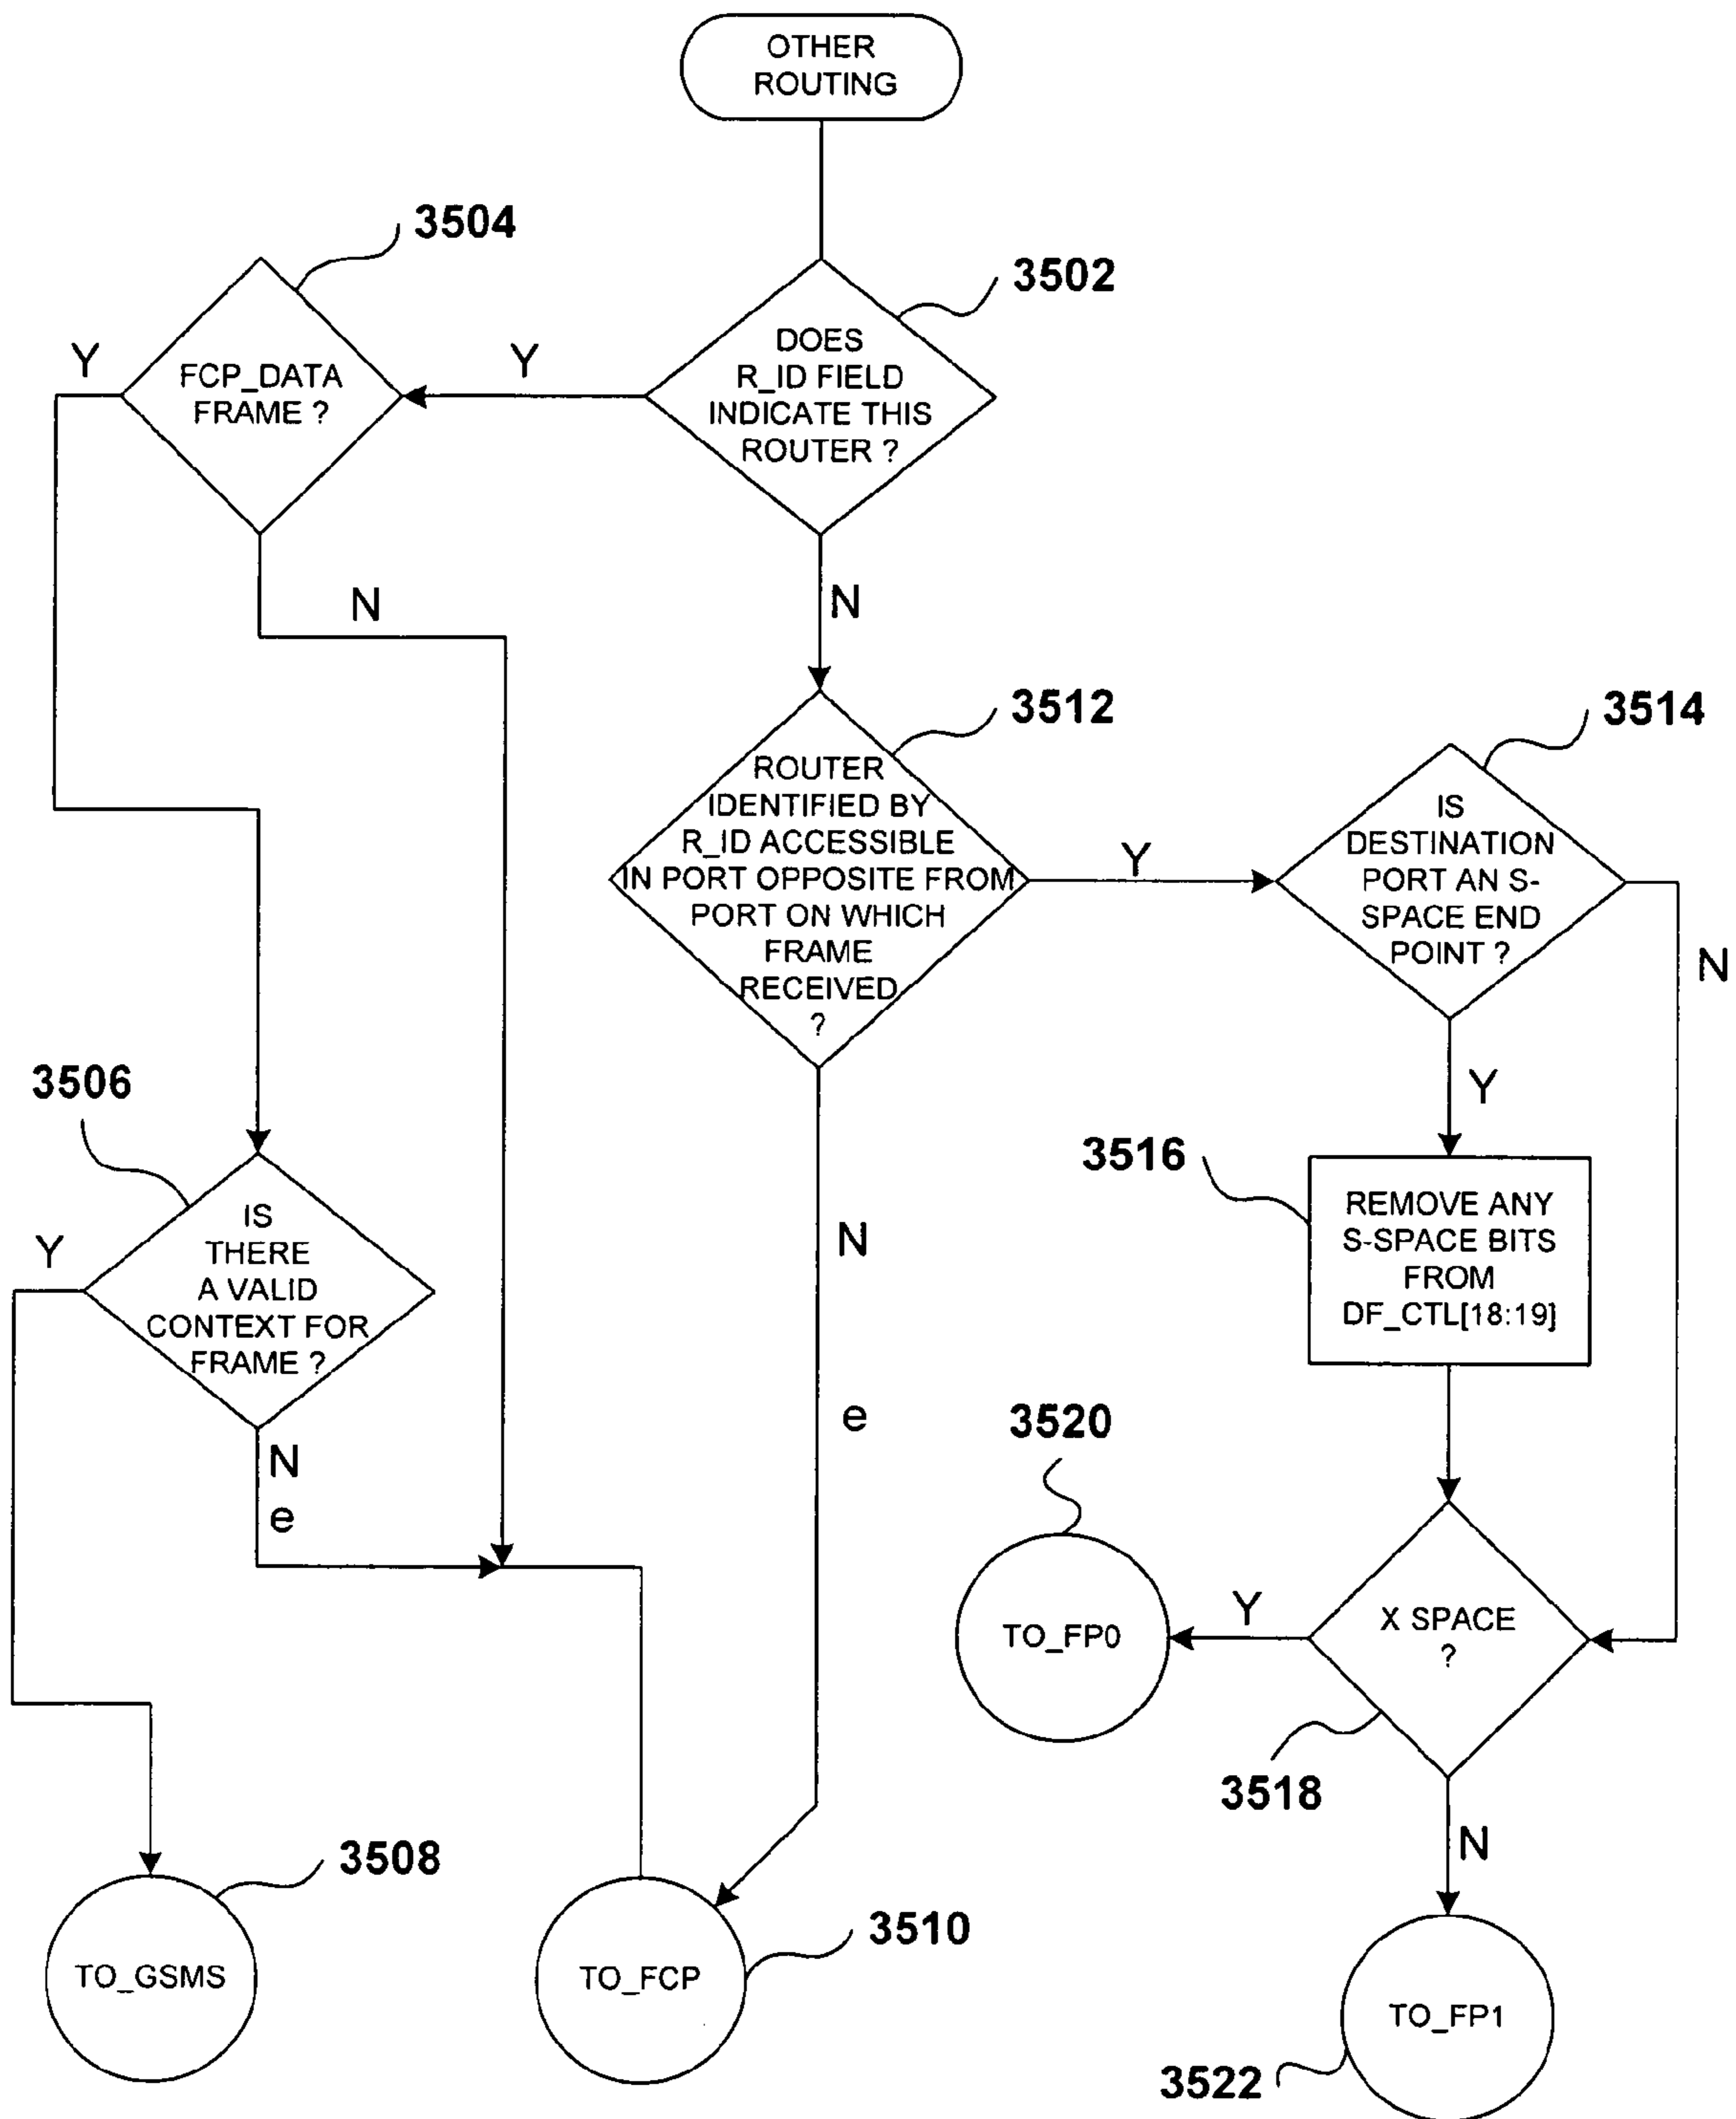 OTHER
ROUTING
3504
3502
DOES
R_ID FIELD
INDICATE THIS
ROUTER ?
Y
Y
FCP_DATA
FRAME ?
N
N
3512
3514
ROUTER
IDENTIFIED BY
R_ID ACCESSIBLE
IN PORT OPPOSITE FROM
PORT ON WHICH
FRAME
RECEIVED
?
Y
IS
DESTINATION
PORT AN S-
SPACE END
POINT ?
N
Y
3506
3516
REMOVE ANY
S-SPACE BITS
FROM
DF_CTL[18:19]
Y
IS
THERE
A VALID
CONTEXT FOR
FRAME ?
N
e
N
e
3520
TO_FP0
Y
X SPACE
?
3518
N
3508
TO_GSMS
3510
TO_FCP
TO_FP1
3522